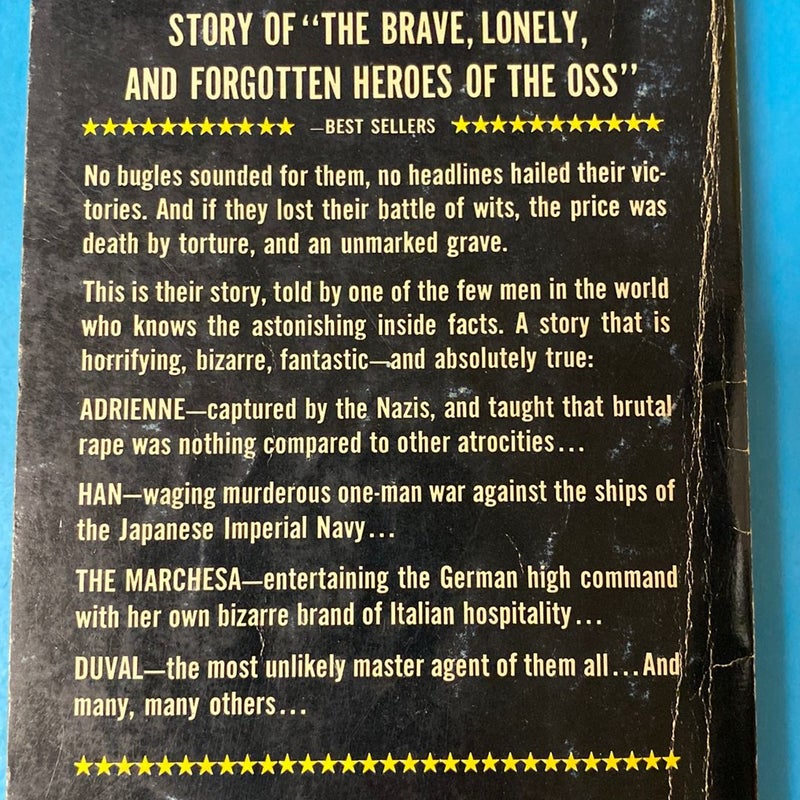 STORY OF “THE BRAVE, LONELY,
AND FORGOTTEN HEROES OF THE OSS”
—BEST SELLERS
No bugles sounded for them, no headlines hailed their vic-
tories. And if they lost their battle of wits, the price was
death by torture, and an unmarked grave.
This is their story, told by one of the few men in the world
who knows the astonishing inside facts. A story that is
horrifying, bizarre, fantastic—and absolutely true:
ADRIENNE—captured by the Nazis, and taught that brutal
rape was nothing compared to other atrocities...
HAN—waging murderous one-man war against the ships of
the Japanese Imperial Navy...
THE MARCHESA—entertaining the German high command
with her own bizarre brand of Italian hospitality...
DUVAL—the most unlikely master agent of them all...And
many, many others...